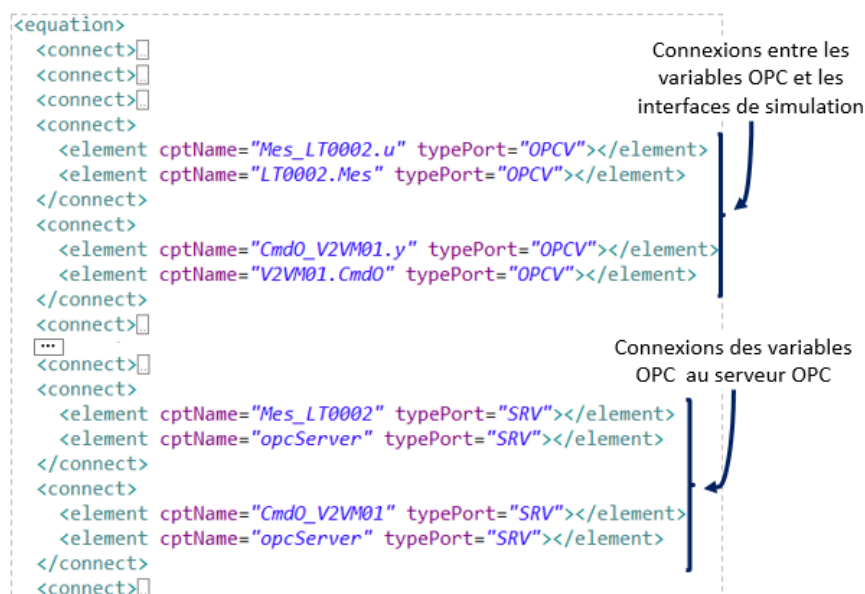 <equation>
<connect>..
<connect>..
<connect>..
<connect>
<element cptName="Mes_LT0002.u" typePort="OPCV"></element>
<element cptName="LT0002.Mes" typePort="OPCV"></element>
</connect>
<connect>
<element cptName="CmdO_V2VM01.y" typePort="OPCV"></element>
<element cptName="V2VM01.CmdO" typePort="OPCV"></element>
</connect>
<connect>..
...
<connect>..
<connect>
<element cptName="Mes_LT0002" typePort="SRV"></element>
<element cptName="opcServer" typePort="SRV"></element>
</connect>
<connect>
<element cptName="CmdO_V2VM01" typePort="SRV"></element>
<element cptName="opcServer" typePort="SRV"></element>
</connect>
<connect>
Connexions entre les
variables OPC et les
interfaces de simulation
Connexions des variables
OPC au serveur OPC